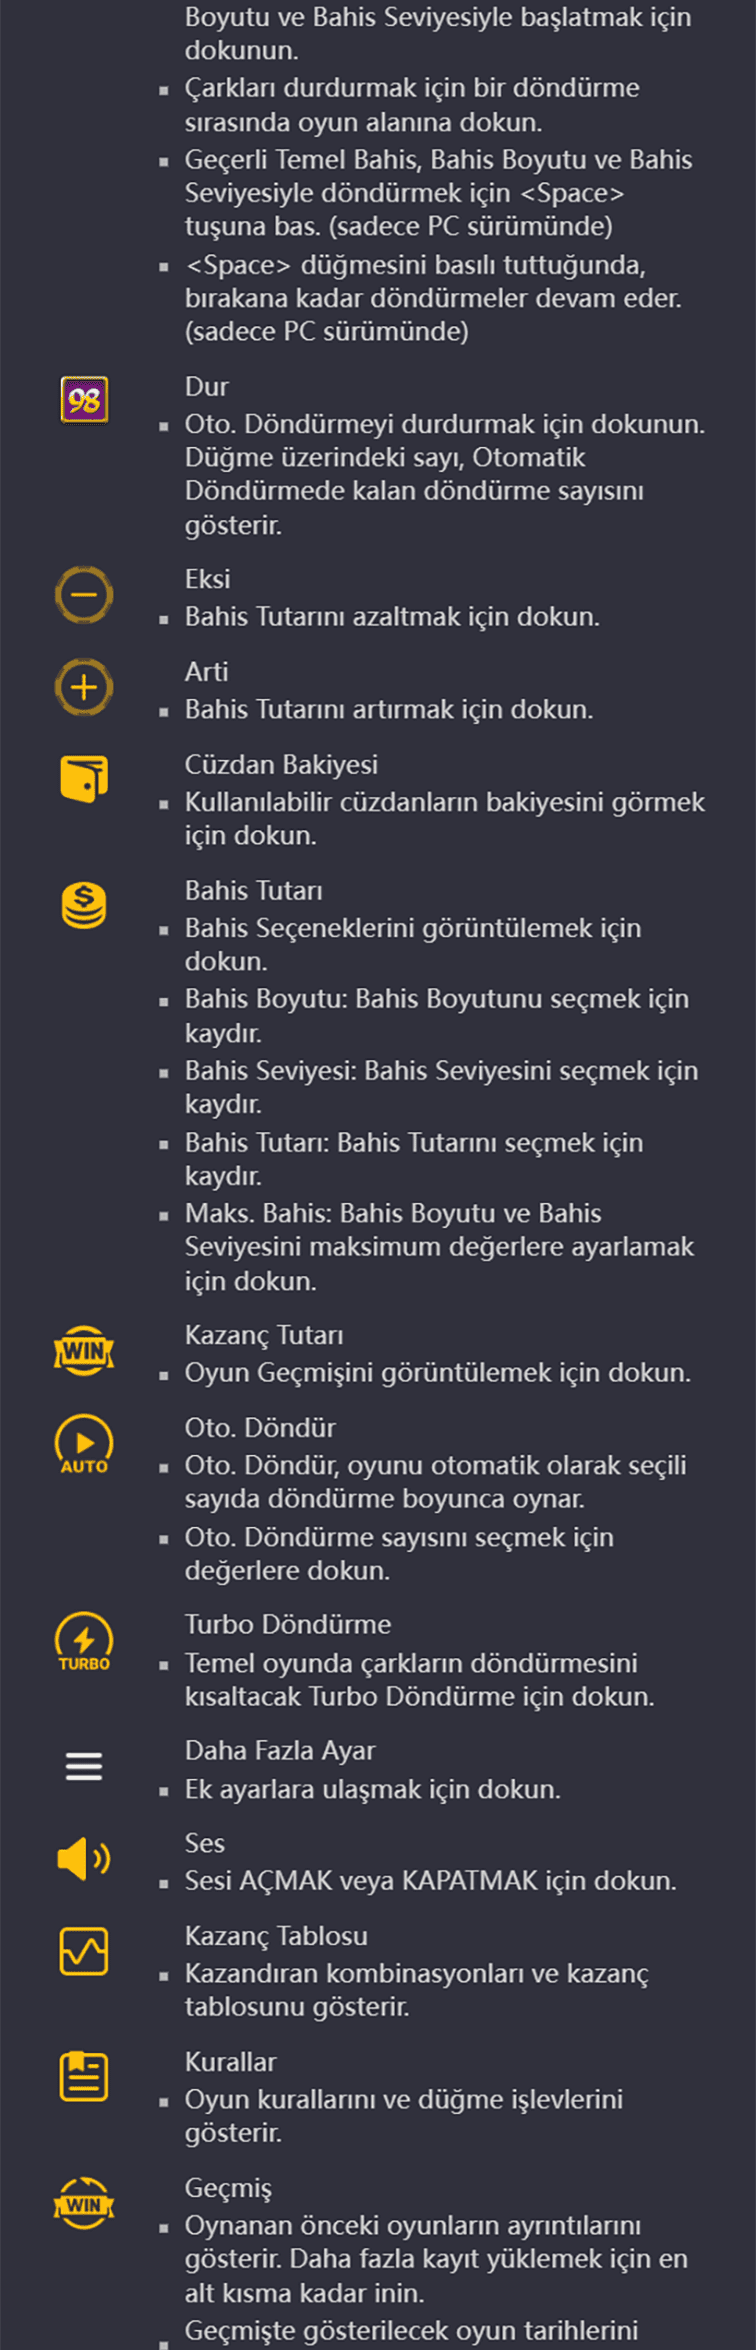 Boyutu ve Bahis Seviyesiyle başlatmak için
dokunun.
▪ Çarkları durdurmak için bir döndürme
sırasında oyun alanına dokun.
▪ Geçerli Temel Bahis, Bahis Boyutu ve Bahis
Seviyesiyle döndürmek için <Space>
tuşuna bas. (sadece PC sürümünde)
▪ <Space> düğmesini basılı tuttuğunda,
bırakana kadar döndürmeler devam eder.
(sadece PC sürümünde)
98
Dur
▪ Oto. Döndürmeyi durdurmak için dokunun.
Düğme üzerindeki sayı, Otomatik
Döndürmede kalan döndürme sayısını
gösterir.
Eksi
▪ Bahis Tutarını azaltmak için dokun.
Arti
▪ Bahis Tutarını artırmak için dokun.
Cüzdan Bakiyesi
▪ Kullanılabilir cüzdanların bakiyesini görmek
için dokun.
Bahis Tutarı
▪ Bahis Seçeneklerini görüntülemek için
dokun.
▪ Bahis Boyutu: Bahis Boyutunu seçmek için
kaydır.
▪ Bahis Seviyesi: Bahis Seviyesini seçmek için
kaydır.
▪ Bahis Tutarı: Bahis Tutarını seçmek için
kaydır.
▪ Maks. Bahis: Bahis Boyutu ve Bahis
Seviyesini maksimum değerlere ayarlamak
için dokun.
WIN
Kazanç Tutarı
▪ Oyun Geçmişini görüntülemek için dokun.
AUTO
Oto. Döndür
▪ Oto. Döndür, oyunu otomatik olarak seçili
sayıda döndürme boyunca oynar.
▪ Oto. Döndürme sayısını seçmek için
değerlere dokun.
TURBO
Turbo Döndürme
▪ Temel oyunda çarkların döndürmesini
kısaltacak Turbo Döndürme için dokun.
Daha Fazla Ayar
▪ Ek ayarlara ulaşmak için dokun.
Ses
▪ Sesi AÇMAK veya KAPATMAK için dokun.
Kazanç Tablosu
▪ Kazandıran kombinasyonları ve kazanç
tablosunu gösterir.
Kurallar
▪ Oyun kurallarını ve düğme işlevlerini
gösterir.
WIN
Geçmiş
▪ Oynanan önceki oyunların ayrıntılarını
gösterir. Daha fazla kayıt yüklemek için en
alt kısma kadar inin.
▪ Geçmişte gösterilecek oyun tarihlerini